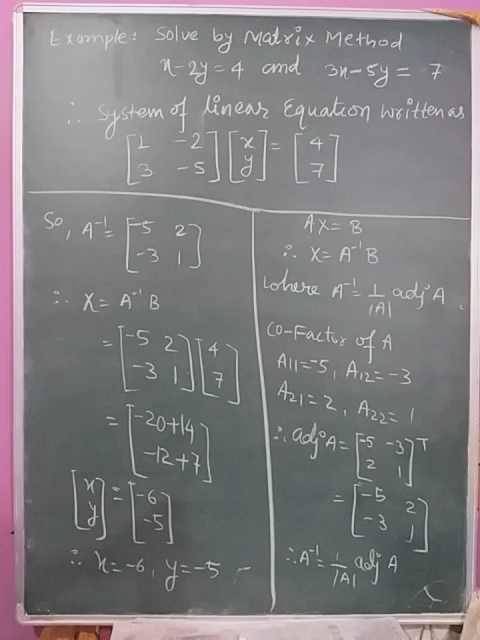 Example: Solve by Matrix Method
x-2y=4 and 3x-5y= 7
∴ System of linear Equation written as
[1 -2] [x] = [4]
[3 -5] [y] [7]
So, A⁻¹= [-5 2]
[-3 1]
∴ X= A⁻¹ B
= [-5 2] [4]
[-3 1] [7]
= [-20+14]
[-12+7]
[x] = [-6]
[y] [-5]
∴ x=-6, y=-5
AX= B
∴ X= A⁻¹B
Where A⁻¹= 1/|A| adj A
Co-Factor of A
A11=-5, A12=-3
A21=2, A22=1
∴ adj A= [-5 -3]ᵀ
[2 1]
= [-5 2]
[-3 1]
∴ A⁻¹= 1/|A| adj A